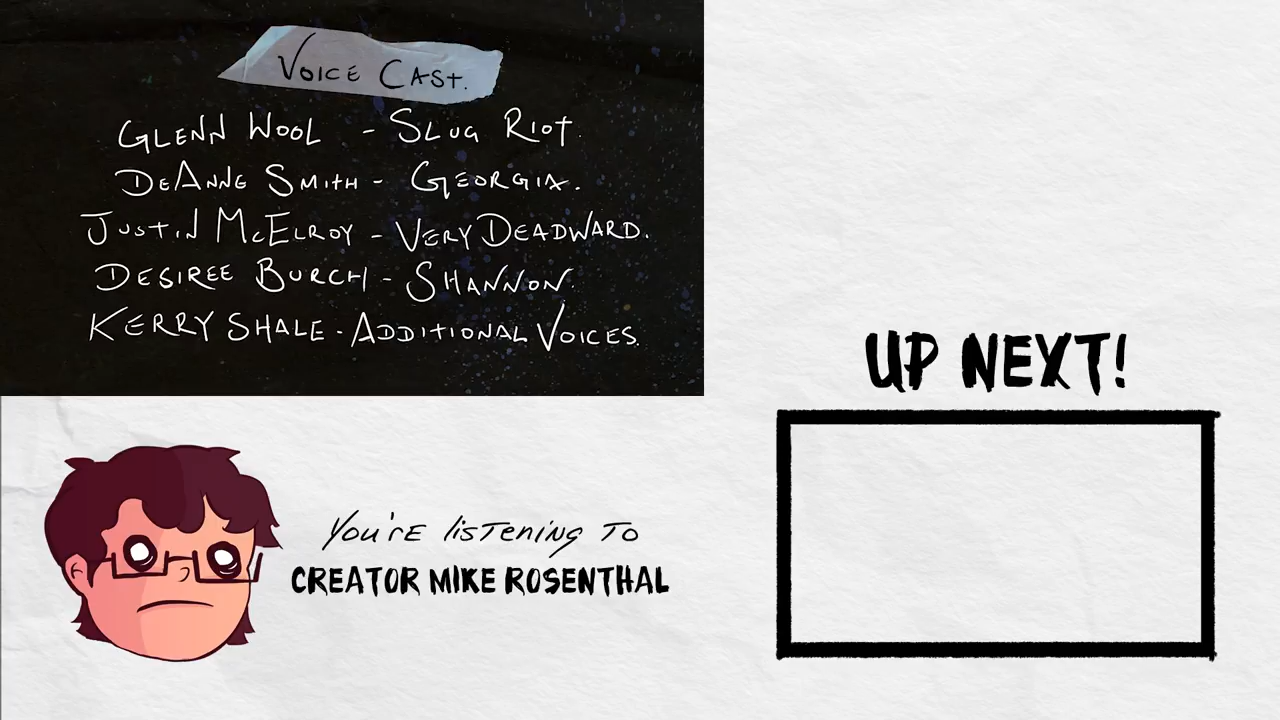 VOICE CAST.
GLENN WOOL - SLUG RIOT.
DEANNE SMITH - GEORGIA.
JUSTIN McELROY - VERY DEADWARD.
DESIREE BURCH - SHANNON.
KERRY SHALE - ADDITIONAL VOICES.
UP NEXT!
You're listening to
CREATOR MIKE ROSENTHAL